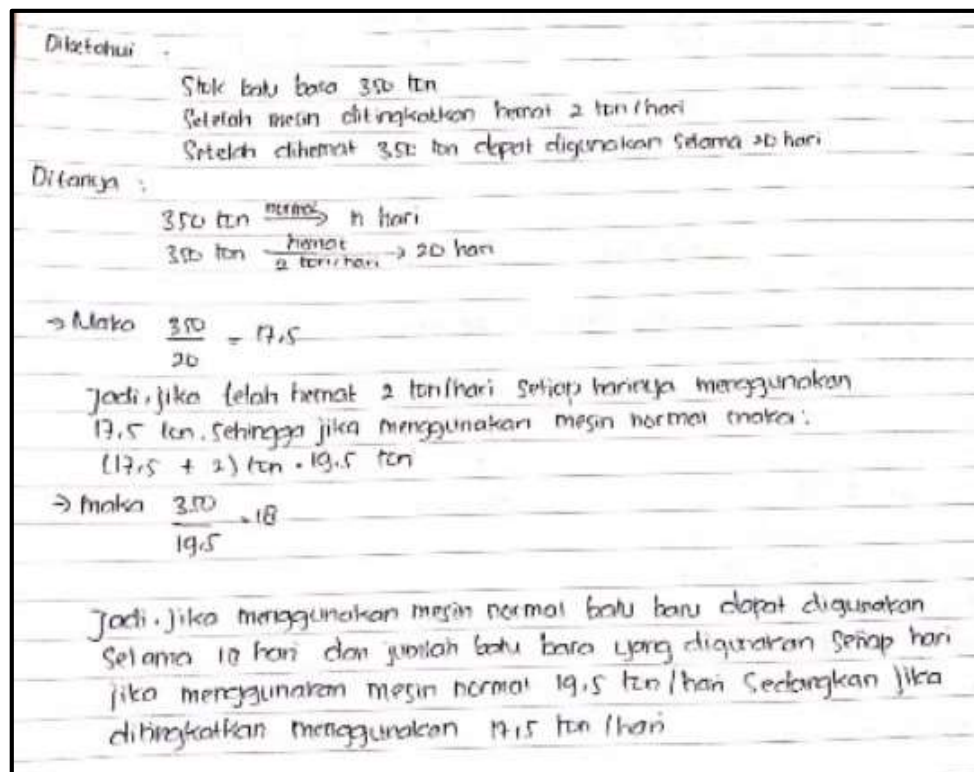 Diketahui :
Stok batu bara 350 ton
Setelah mesin ditingkatkan hemat 2 ton/hari
Setelah dihemat 350 ton dapat digunakan selama 20 hari
Ditanya :
350 ton normal→ n hari
350 ton hemat 2 ton/hari → 20 hari
→ Maka 350/20 = 17,5
Jadi, jika telah hemat 2 ton/hari setiap harinya menggunakan
17,5 ton. Sehingga jika menggunakan mesin normal maka :
(17,5 + 2) ton = 19.5 ton
→ Maka 350/19.5 = 18
Jadi, jika menggunakan mesin normal batu baru dapat digunakan
selama 18 hari dan jumlah batu bara yang digunakan setiap hari
jika menggunakan mesin normal 19,5 ton/hari sedangkan jika
ditingkatkan menggunakan 17,5 ton/hari